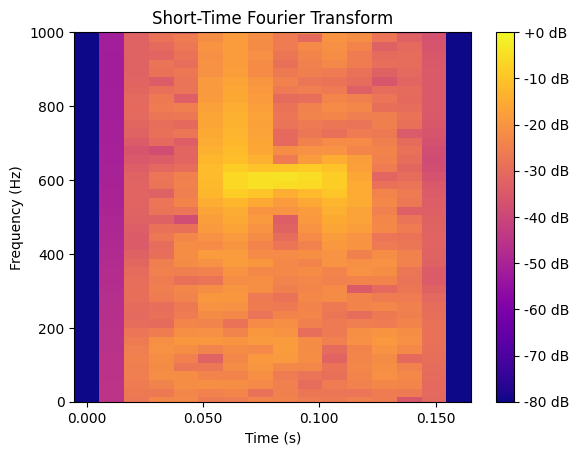 Short-Time Fourier Transform
1000
800
600
400
200
0
Frequency (Hz)
0.000
0.050
0.100
0.150
Time (s)
+0 dB
-10 dB
-20 dB
-30 dB
-40 dB
-50 dB
-60 dB
-70 dB
-80 dB